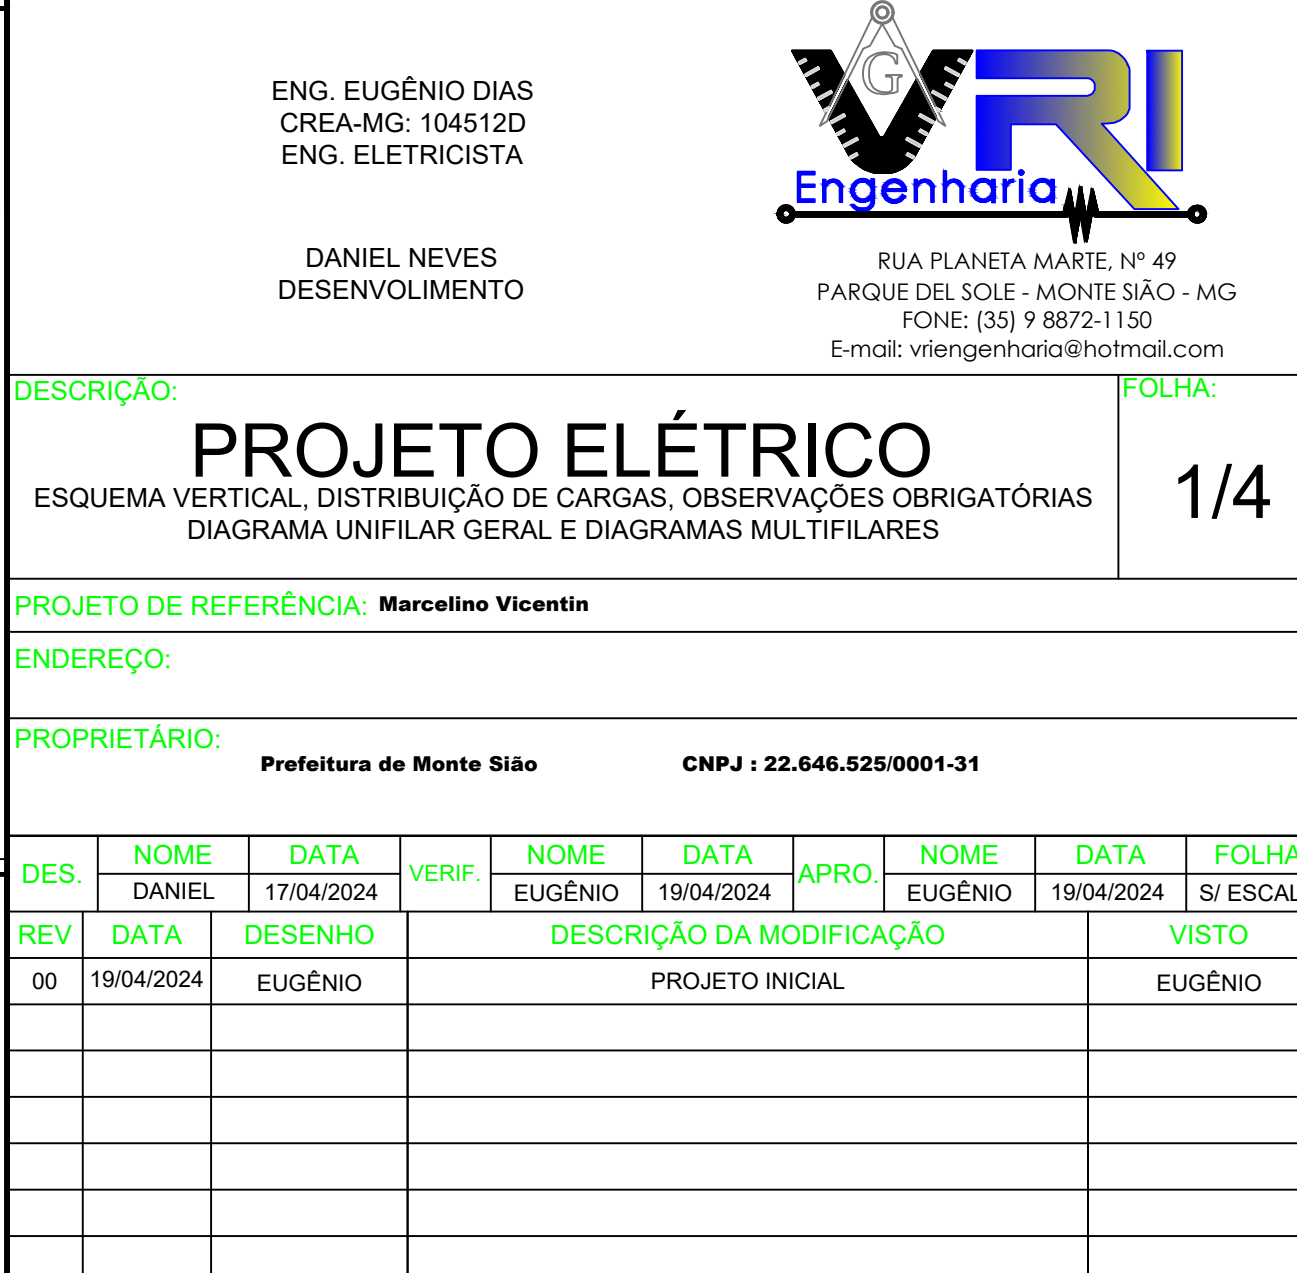 G
VRI
Engenharia
ENG. EUGÊNIO DIAS
CREA-MG: 104512D
ENG. ELETRICISTA
DANIEL NEVES
DESENVOLIMENTO
RUA PLANETA MARTE, Nº 49
PARQUE DEL SOLE - MONTE SIÃO - MG
FONE: (35) 9 8872-1150
E-mail: vriengenharia@hotmail.com
DESCRIÇÃO:
PROJETO ELÉTRICO
ESQUEMA VERTICAL, DISTRIBUIÇÃO DE CARGAS, OBSERVAÇÕES OBRIGATÓRIAS
DIAGRAMA UNIFILAR GERAL E DIAGRAMAS MULTIFILARES
FOLHA:
1/4
PROJETO DE REFERÊNCIA: Marcelino Vicentin
ENDEREÇO:
PROPRIETÁRIO:
Prefeitura de Monte Sião CNPJ : 22.646.525/0001-31
DES. NOME DATA VERIF. NOME DATA APRO. NOME DATA FOLHA
DANIEL 17/04/2024 EUGÊNIO 19/04/2024 EUGÊNIO 19/04/2024 S/ ESCAL
REV DATA DESENHO DESCRIÇÃO DA MODIFICAÇÃO VISTO
00 19/04/2024 EUGÊNIO PROJETO INICIAL EUGÊNIO